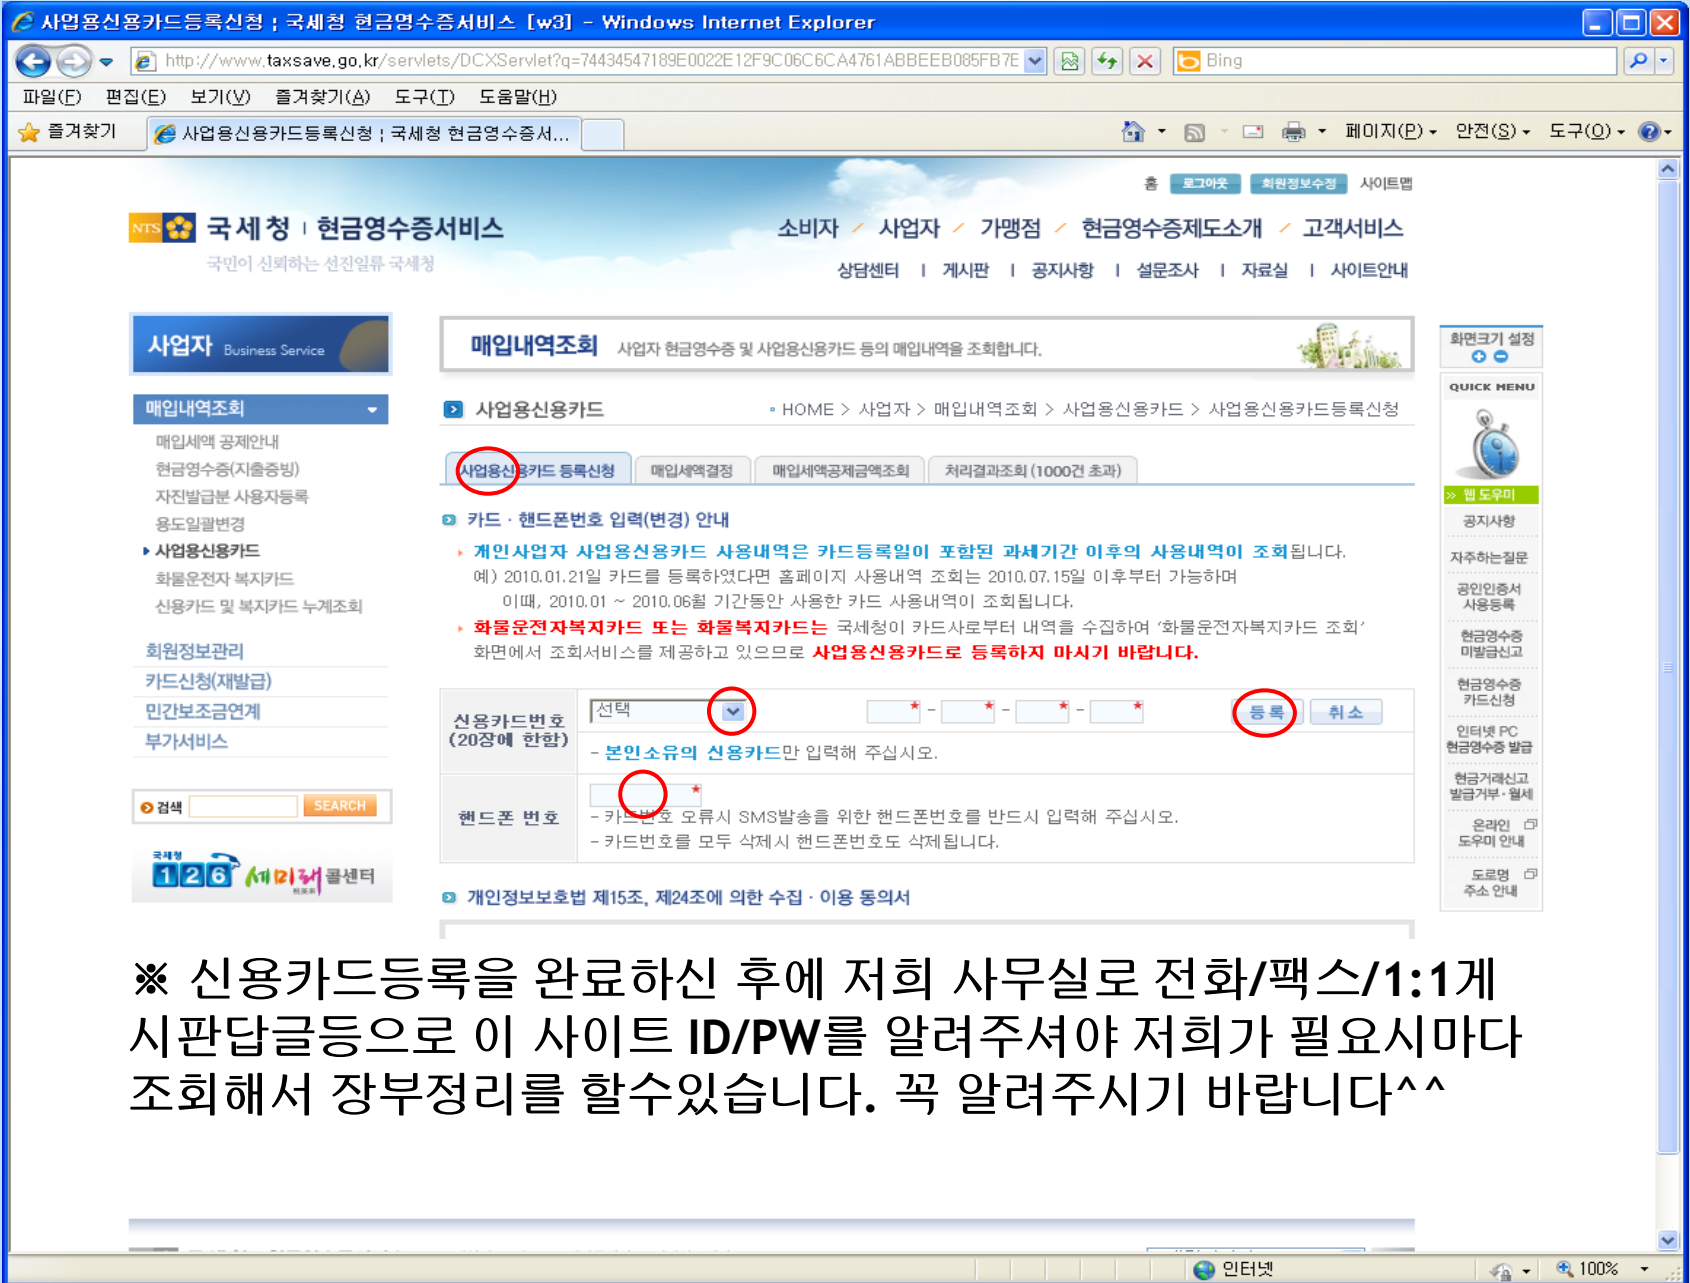 사업용신용카드등록신청 ¦ 국세청 현금영수증서비스 [w3] - Windows Internet Explorer
http://www.taxsave.go.kr/servlets/DCXServlet?q=74434547189E0022E12F9C06C6CA4761ABBEEB085FB7E
Bing
파일(F) 편집(E) 보기(V) 즐겨찾기(A) 도구(T) 도움말(H)
즐겨찾기 사업용신용카드등록신청 ¦ 국세청 현금영수증서... 페이지(P) 안전(S) 도구(O)
홈 로그아웃 회원정보수정 사이트맵
NTS 국세청 현금영수증서비스
소비자 / 사업자 / 가맹점 / 현금영수증제도소개 / 고객서비스
국민이 신뢰하는 선진일류 국세청
상담센터 | 게시판 | 공지사항 | 설문조사 | 자료실 | 사이트안내
사업자 Business Service
매입내역조회
매입세액 공제안내
현금영수증(지출증빙)
자진발급분 사용자등록
용도일괄변경
사업용신용카드
화물운전자 복지카드
신용카드 및 복지카드 누계조회
회원정보관리
카드신청(재발급)
민간보조금연계
부가서비스
검색 SEARCH
국세청
126 세미래 콜센터
매입내역조회 사업자 현금영수증 및 사업용신용카드 등의 매입내역을 조회합니다.
사업용신용카드
HOME > 사업자 > 매입내역조회 > 사업용신용카드 > 사업용신용카드등록신청
사업용신용카드 등록신청 매입세액결정 매입세액공제금액조회 처리결과조회 (1000건 초과)
카드 · 핸드폰번호 입력(변경) 안내
개인사업자 사업용신용카드 사용내역은 카드등록일이 포함된 과세기간 이후의 사용내역이 조회됩니다.
예) 2010.01.21일 카드를 등록하였다면 홈페이지 사용내역 조회는 2010.07.15일 이후부터 가능하며
이때, 2010.01 ~ 2010.06월 기간동안 사용한 카드 사용내역이 조회됩니다.
화물운전자복지카드 또는 화물복지카드는 국세청이 카드사로부터 내역을 수집하여 '화물운전자복지카드 조회'
화면에서 조회서비스를 제공하고 있으므로 사업용신용카드로 등록하지 마시기 바랍니다.
신용카드번호
(20장에 한함)
선택 * - * - * - * 등록 취소
- 본인소유의 신용카드만 입력해 주십시오.
핸드폰 번호
*
- 카드번호 오류시 SMS발송을 위한 핸드폰번호를 반드시 입력해 주십시요.
- 카드번호를 모두 삭제시 핸드폰번호도 삭제됩니다.
개인정보보호법 제15조, 제24조에 의한 수집 · 이용 동의서
화면크기 설정
QUICK MENU
» 웹 도우미
공지사항
자주하는질문
공인인증서
사용등록
현금영수증
미발급신고
현금영수증
카드신청
인터넷 PC
현금영수증 발급
현금거래신고
발급거부 · 월세
온라인
도우미 안내
도로명
주소 안내
※ 신용카드등록을 완료하신 후에 저희 사무실로 전화/팩스/1:1게
시판답글등으로 이 사이트 ID/PW를 알려주셔야 저희가 필요시마다
조회해서 장부정리를 할수있습니다. 꼭 알려주시기 바랍니다^^
인터넷 100%